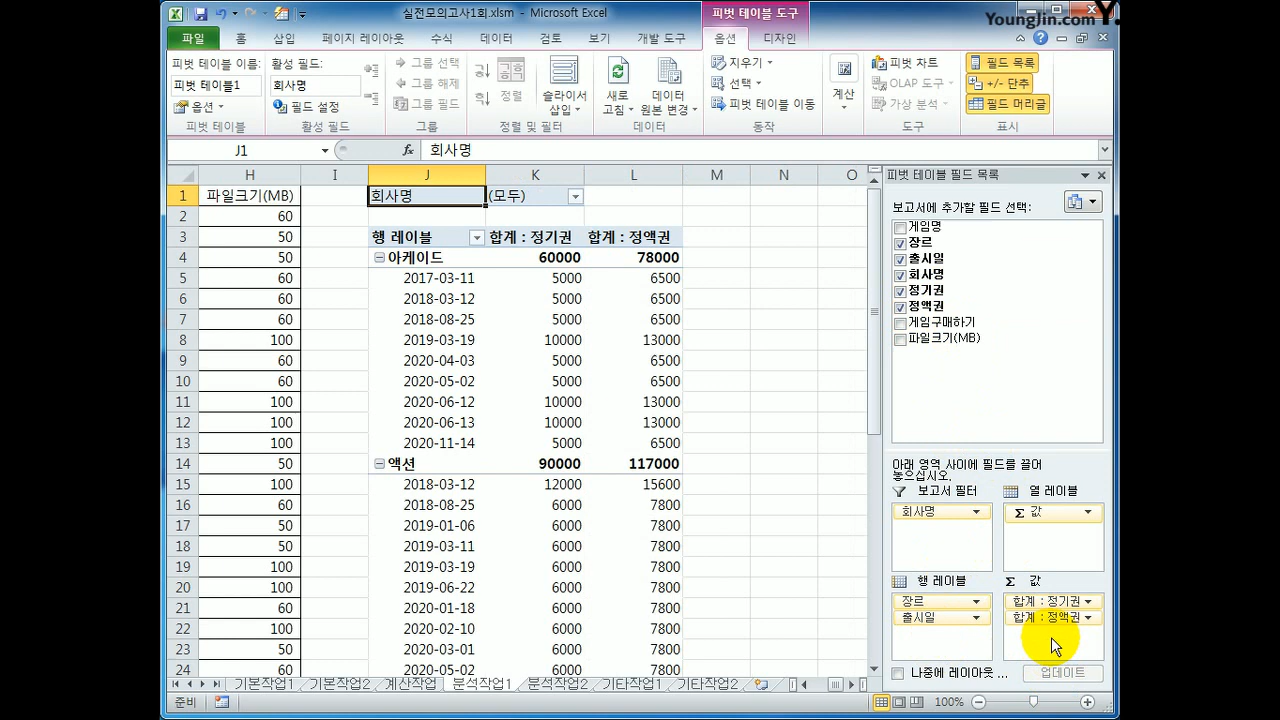 실전모의고사1회.xlsm - Microsoft Excel
피벗 테이블 도구
YoungJin.com Y.
파일 홈 삽입 페이지 레이아웃 수식 데이터 검토 보기 개발 도구 옵션 디자인
피벗 테이블 이름:
피벗 테이블1
옵션
피벗 테이블
활성 필드:
회사명
필드 설정
활성 필드
그룹 선택
그룹 해제
그룹 필드
그룹
정렬
슬라이서 삽입
정렬 및 필터
새로 고침
데이터 원본 변경
데이터
지우기
선택
피벗 테이블 이동
동작
계산
피벗 차트
OLAP 도구
가상 분석
도구
필드 목록
+/- 단추
필드 머리글
표시
J1 fx 회사명
H I J K L M N O
1 파일크기(MB) 회사명 (모두)
2 60
3 50 행 레이블 합계 : 정기권 합계 : 정액권
4 50 아케이드 60000 78000
5 60 2017-03-11 5000 6500
6 60 2018-03-12 5000 6500
7 60 2018-08-25 5000 6500
8 100 2019-03-19 10000 13000
9 60 2020-04-03 5000 6500
10 60 2020-05-02 5000 6500
11 100 2020-06-12 10000 13000
12 100 2020-06-13 10000 13000
13 100 2020-11-14 5000 6500
14 50 액션 90000 117000
15 100 2018-03-12 12000 15600
16 60 2018-08-25 6000 7800
17 50 2019-01-06 6000 7800
18 50 2019-03-11 6000 7800
19 100 2019-03-19 6000 7800
20 100 2019-06-22 6000 7800
21 60 2020-01-18 6000 7800
22 100 2020-02-10 6000 7800
23 50 2020-03-01 6000 7800
24 60 2020-05-02 6000 7800
피벗 테이블 필드 목록
보고서에 추가할 필드 선택:
게임명
장르
출시일
회사명
정기권
정액권
게임구매하기
파일크기(MB)
아래 영역 사이에 필드를 끌어
놓으십시오.
보고서 필터 열 레이블
회사명 Σ 값
행 레이블 Σ 값
장르 합계 : 정기권
출시일 합계 : 정액권
나중에 레이아웃 ... 업데이트
기본작업1 기본작업2 계산작업 분석작업1 분석작업2 기타작업1 기타작업2
준비 100%